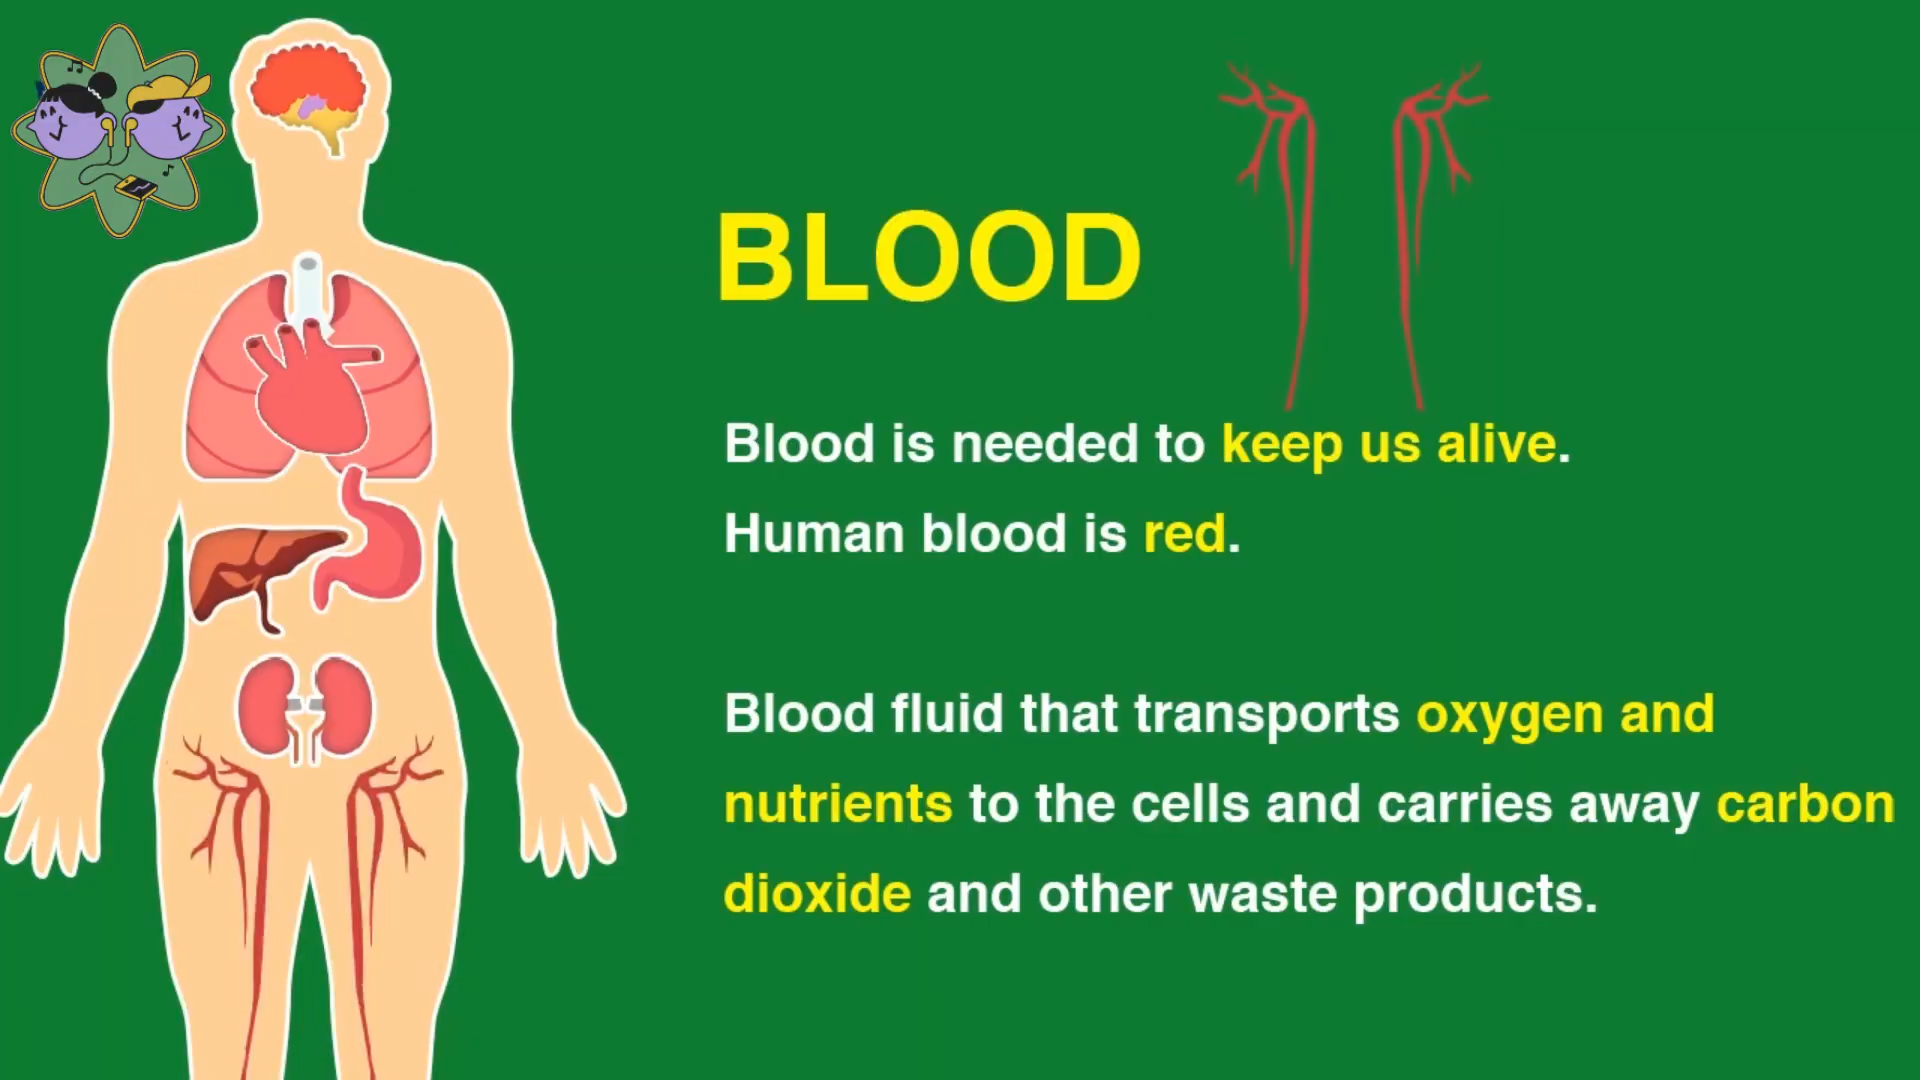 BLOOD
Blood is needed to keep us alive.
Human blood is red.
Blood fluid that transports oxygen and
nutrients to the cells and carries away carbon
dioxide and other waste products.